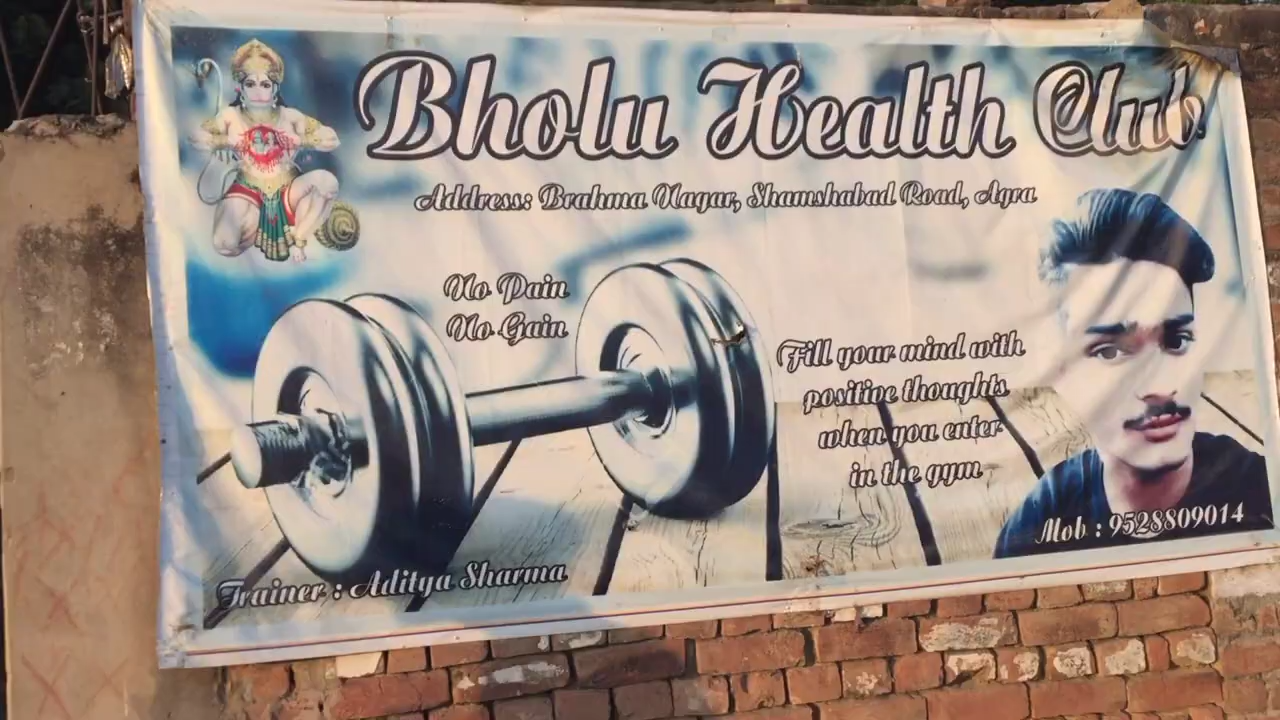 Bholu Health Club
Address: Brahma Nagar, Shamshabad Road, Agra
No Pain
No Gain
Fill your mind with
positive thoughts
when you enter
in the gym
Mob : 9528809014
Trainer : Aditya Sharma